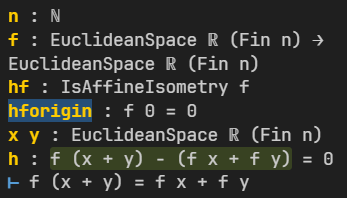 n : ℕ
f : EuclideanSpace ℝ (Fin n) →
EuclideanSpace ℝ (Fin n)
hf : IsAffineIsometry f
hforigin : f 0 = 0
x y : EuclideanSpace ℝ (Fin n)
h : f (x + y) - (f x + f y) = 0
⊢ f (x + y) = f x + f y